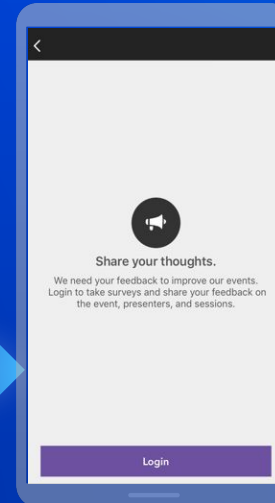 Share your thoughts.
We need your feedback to improve our events.
Login to take surveys and share your feedback on
the event, presenters, and sessions.
Login